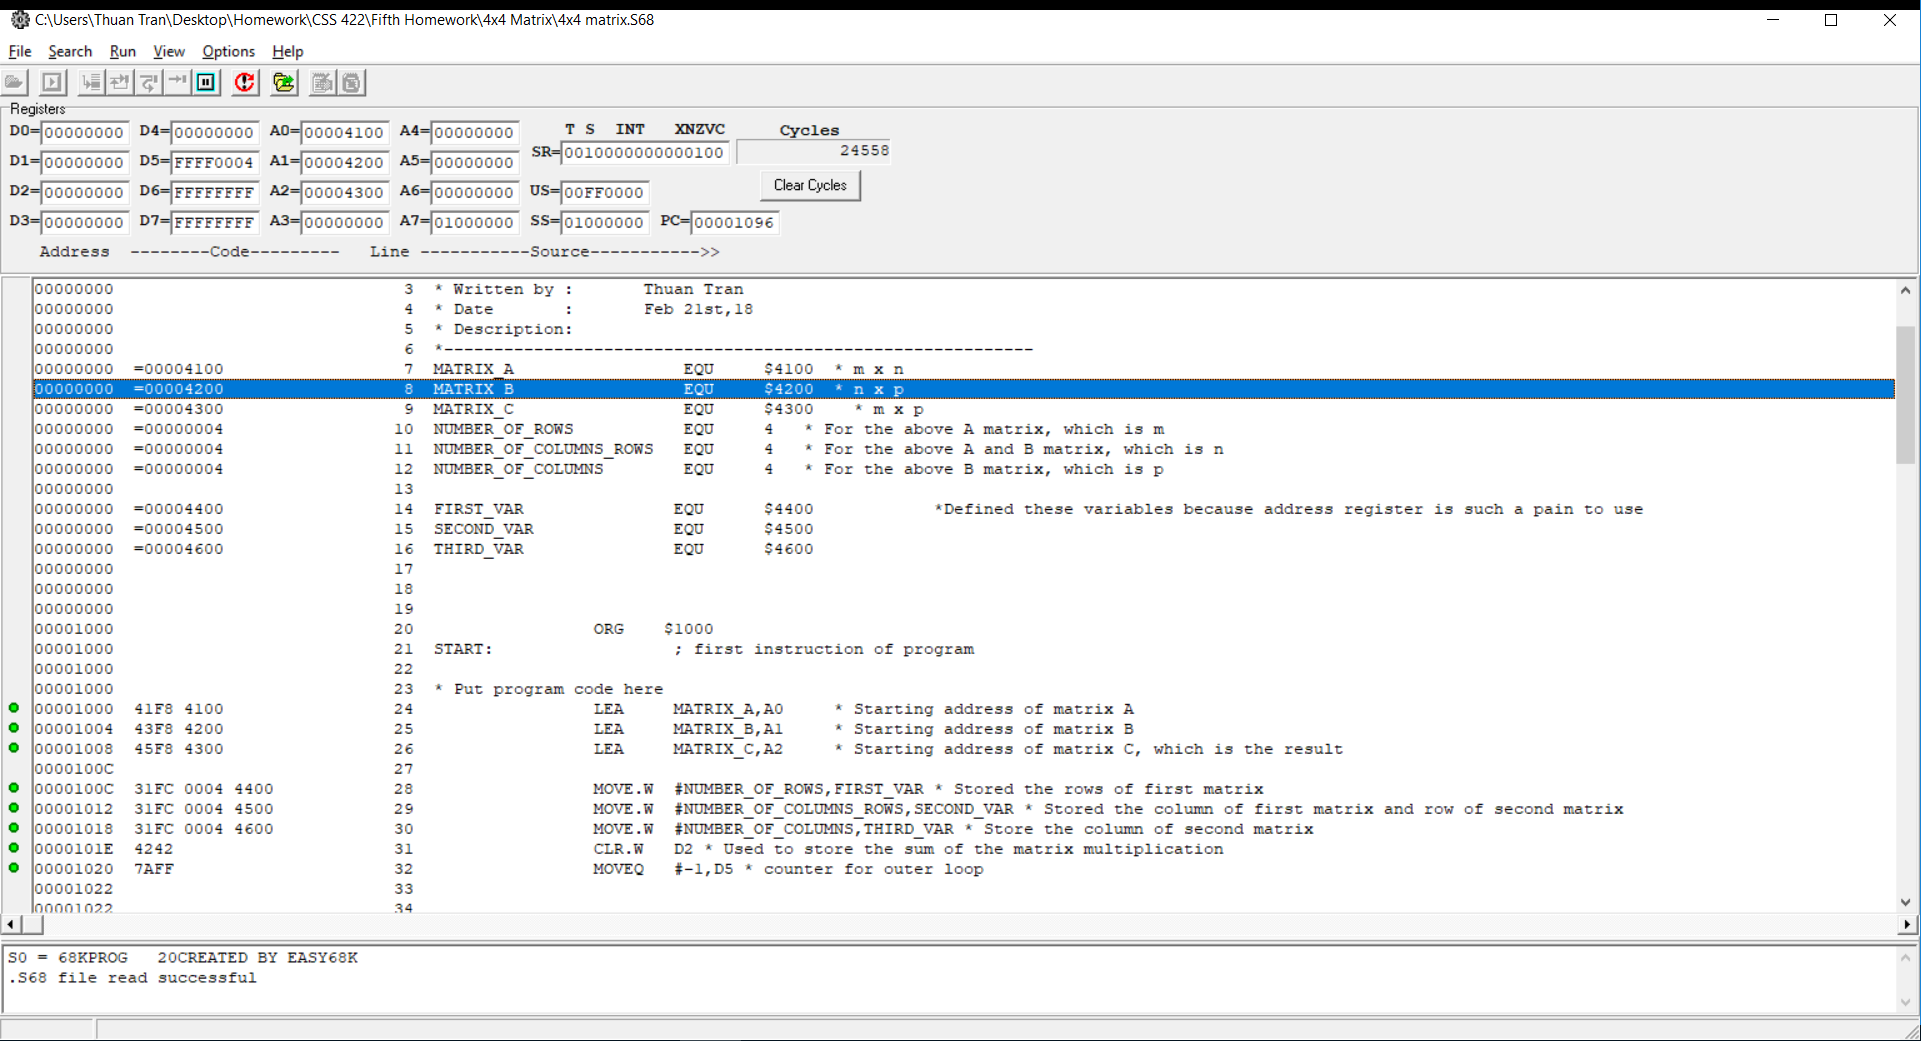 C:\Users\Thuan Tran\Desktop\Homework\CSS 422\Fifth Homework\4x4 Matrix\4x4 matrix.S68
File Search Run View Options Help
Registers
D0= 00000000 D4= 00000000 A0= 00004100 A4= 00000000 T S INT XNZVC Cycles
D1= 00000000 D5= FFFF0004 A1= 00004200 A5= 00000000 SR= 0010000000000100 24558
D2= 00000000 D6= FFFFFFFF A2= 00004300 A6= 00000000 US= 00FF0000 Clear Cycles
D3= 00000000 D7= FFFFFFFF A3= 00000000 A7= 01000000 SS= 01000000 PC= 00001096
Address --------Code--------- Line -----------Source----------->>
00000000 3 * Written by : Thuan Tran
00000000 4 * Date : Feb 21st,18
00000000 5 * Description:
00000000 6 *-----------------------------------------------------------
00000000 =00004100 7 MATRIX_A EQU $4100 * m x n
00000000 =00004200 8 MATRIX_B EQU $4200 * n x p
00000000 =00004300 9 MATRIX_C EQU $4300 * m x p
00000000 =00000004 10 NUMBER_OF_ROWS EQU 4 * For the above A matrix, which is m
00000000 =00000004 11 NUMBER_OF_COLUMNS_ROWS EQU 4 * For the above A and B matrix, which is n
00000000 =00000004 12 NUMBER_OF_COLUMNS EQU 4 * For the above B matrix, which is p
00000000 13
00000000 =00004400 14 FIRST_VAR EQU $4400 *Defined these variables because address register is such a pain to use
00000000 =00004500 15 SECOND_VAR EQU $4500
00000000 =00004600 16 THIRD_VAR EQU $4600
00000000 17
00000000 18
00000000 19
00001000 20 ORG $1000
00001000 21 START: ; first instruction of program
00001000 22
00001000 23 * Put program code here
00001000 41F8 4100 24 LEA MATRIX_A,A0 * Starting address of matrix A
00001004 43F8 4200 25 LEA MATRIX_B,A1 * Starting address of matrix B
00001008 45F8 4300 26 LEA MATRIX_C,A2 * Starting address of matrix C, which is the result
0000100C 27
0000100C 31FC 0004 4400 28 MOVE.W #NUMBER_OF_ROWS,FIRST_VAR * Stored the rows of first matrix
00001012 31FC 0004 4500 29 MOVE.W #NUMBER_OF_COLUMNS_ROWS,SECOND_VAR * Stored the column of first matrix and row of second matrix
00001018 31FC 0004 4600 30 MOVE.W #NUMBER_OF_COLUMNS,THIRD_VAR * Store the column of second matrix
0000101E 4242 31 CLR.W D2 * Used to store the sum of the matrix multiplication
00001020 7AFF 32 MOVEQ #-1,D5 * counter for outer loop
00001022 33
00001022 34
S0 = 68KPROG 20CREATED BY EASY68K
.S68 file read successful